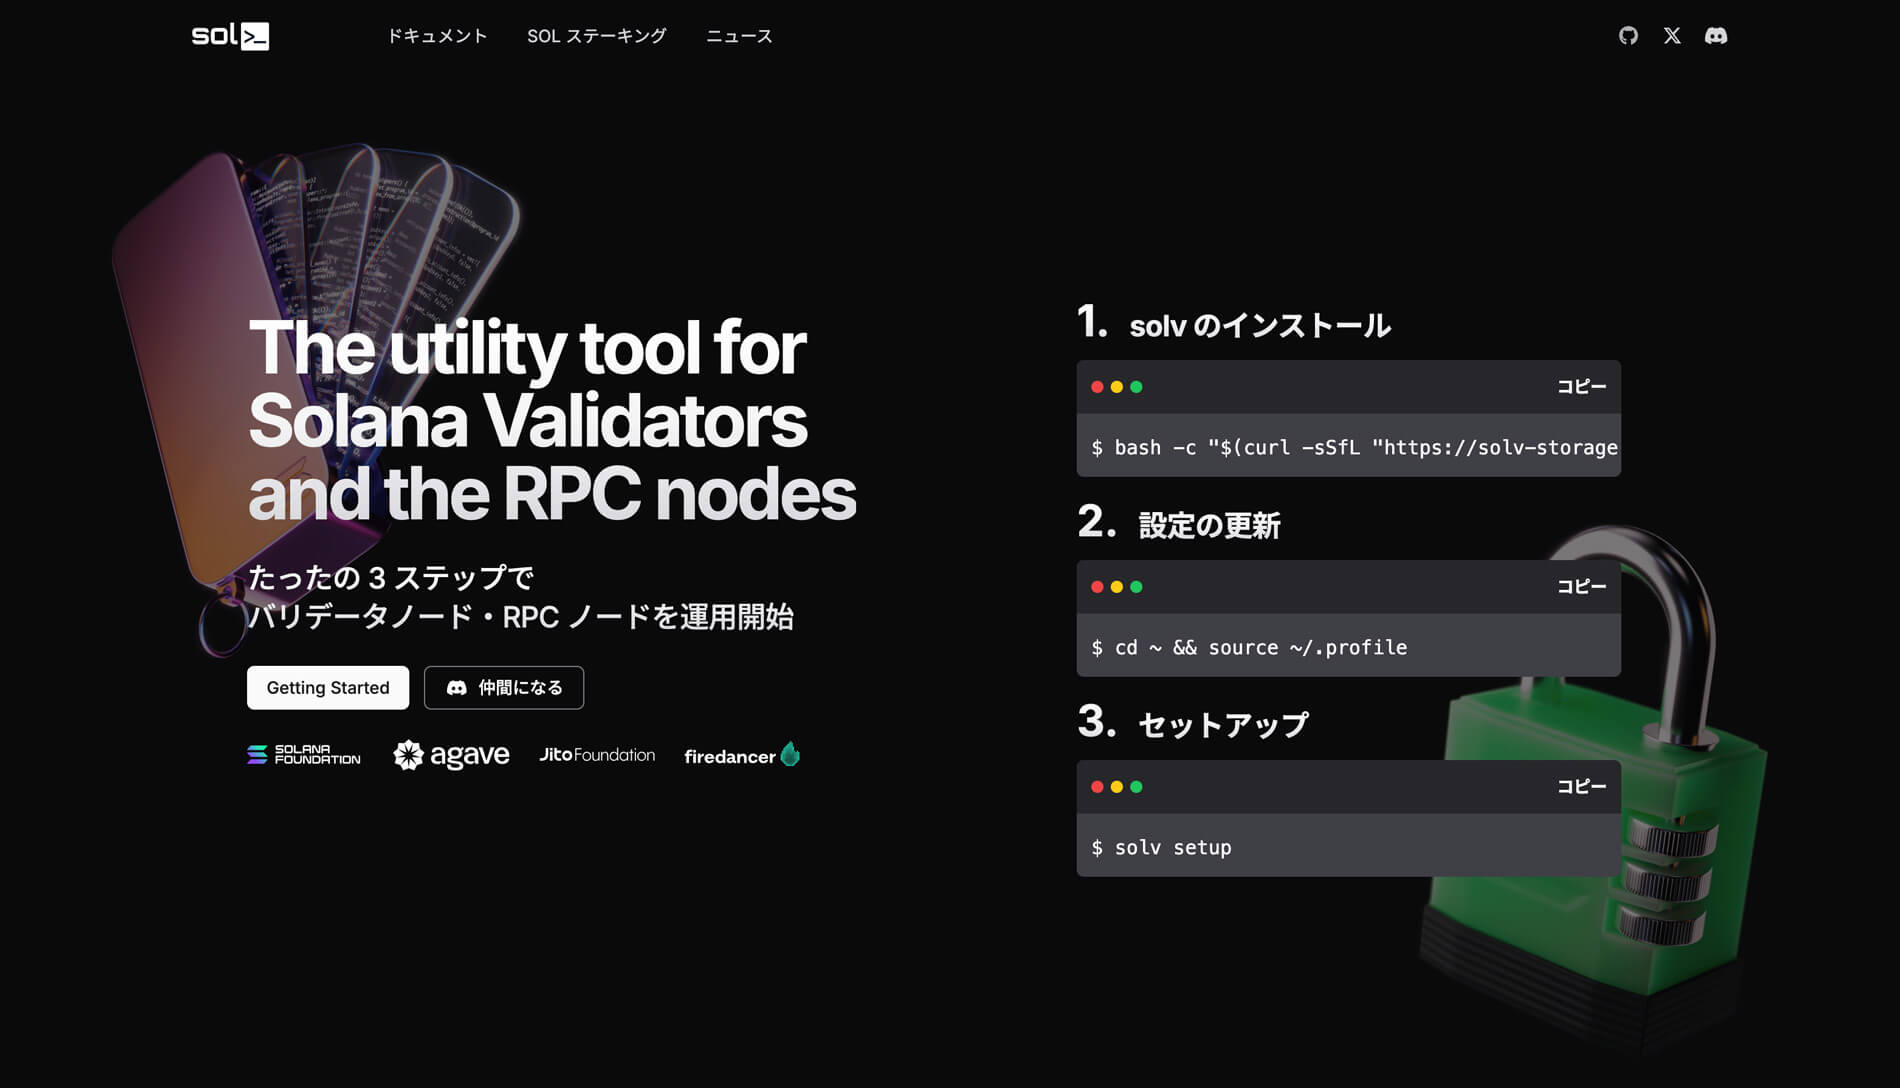 sol>_
ドキュメント
SOL ステーキング
ニュース
The utility tool for
Solana Validators
and the RPC nodes
たったの 3 ステップで
バリデータノード・RPC ノードを運用開始
Getting Started
仲間になる
SOLANA
FOUNDATION
agave
JitoFoundation
firedancer
1. solv のインストール
コピー
$ bash -c "$(curl -sSfL "https://solv-storage
2. 設定の更新
コピー
$ cd ~ && source ~/.profile
3. セットアップ
コピー
$ solv setup